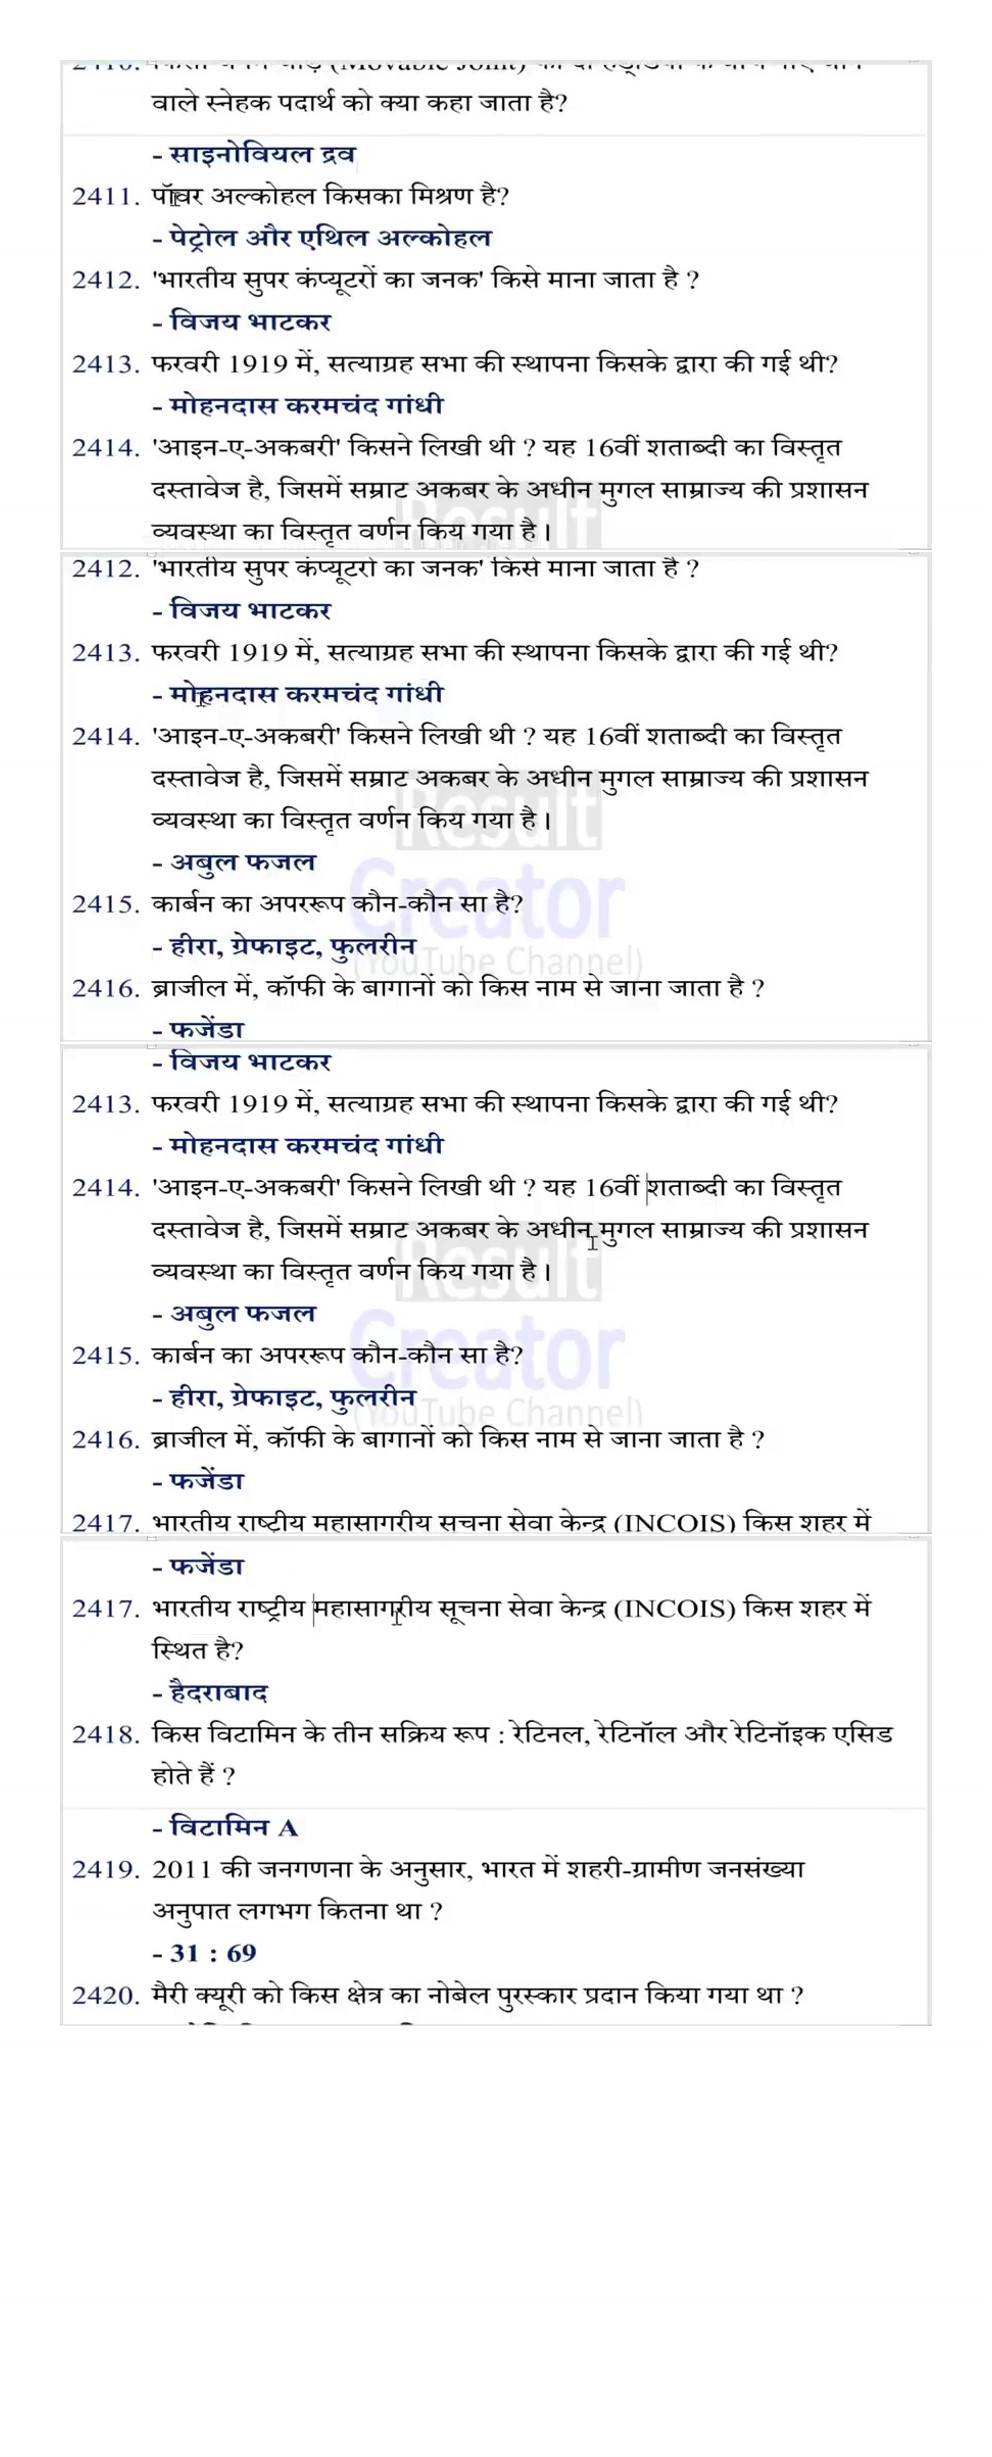 वाले स्नेहक पदार्थ को क्या कहा जाता है?
- साइनोवियल द्रव
2411. पॉवर अल्कोहल किसका मिश्रण है?
- पेट्रोल और एथिल अल्कोहल
2412. 'भारतीय सुपर कंप्यूटरों का जनक' किसे माना जाता है ?
- विजय भाटकर
2413. फरवरी 1919 में, सत्याग्रह सभा की स्थापना किसके द्वारा की गई थी?
- मोहनदास करमचंद गांधी
2414. 'आइन-ए-अकबरी' किसने लिखी थी ? यह 16वीं शताब्दी का विस्तृत
दस्तावेज है, जिसमें सम्राट अकबर के अधीन मुगल साम्राज्य की प्रशासन
व्यवस्था का विस्तृत वर्णन किय गया है।
Result
2412. 'भारतीय सुपर कंप्यूटरों का जनक' किसे माना जाता है ?
- विजय भाटकर
2413. फरवरी 1919 में, सत्याग्रह सभा की स्थापना किसके द्वारा की गई थी?
- मोहनदास करमचंद गांधी
2414. 'आइन-ए-अकबरी' किसने लिखी थी ? यह 16वीं शताब्दी का विस्तृत
दस्तावेज है, जिसमें सम्राट अकबर के अधीन मुगल साम्राज्य की प्रशासन
व्यवस्था का विस्तृत वर्णन किय गया है।
Result
- अबुल फजल
Creator
2415. कार्बन का अपररूप कौन-कौन सा है?
- हीरा, ग्रेफाइट, फुलरीन
(YouTube Channel)
2416. ब्राजील में, कॉफी के बागानों को किस नाम से जाना जाता है ?
- फजेंडा
- विजय भाटकर
2413. फरवरी 1919 में, सत्याग्रह सभा की स्थापना किसके द्वारा की गई थी?
- मोहनदास करमचंद गांधी
2414. 'आइन-ए-अकबरी' किसने लिखी थी ? यह 16वीं शताब्दी का विस्तृत
दस्तावेज है, जिसमें सम्राट अकबर के अधीन मुगल साम्राज्य की प्रशासन
व्यवस्था का विस्तृत वर्णन किय गया है।
Result
- अबुल फजल
Creator
2415. कार्बन का अपररूप कौन-कौन सा है?
- हीरा, ग्रेफाइट, फुलरीन
(YouTube Channel)
2416. ब्राजील में, कॉफी के बागानों को किस नाम से जाना जाता है ?
- फजेंडा
2417. भारतीय राष्ट्रीय महासागरीय सूचना सेवा केन्द्र (INCOIS) किस शहर में
- फजेंडा
2417. भारतीय राष्ट्रीय महासागरीय सूचना सेवा केन्द्र (INCOIS) किस शहर में
स्थित है?
- हैदराबाद
2418. किस विटामिन के तीन सक्रिय रूप : रेटिनल, रेटिनॉल और रेटिनॉइक एसिड
होते हैं ?
- विटामिन A
2419. 2011 की जनगणना के अनुसार, भारत में शहरी-ग्रामीण जनसंख्या
अनुपात लगभग कितना था ?
- 31 : 69
2420. मैरी क्यूरी को किस क्षेत्र का नोबेल पुरस्कार प्रदान किया गया था ?